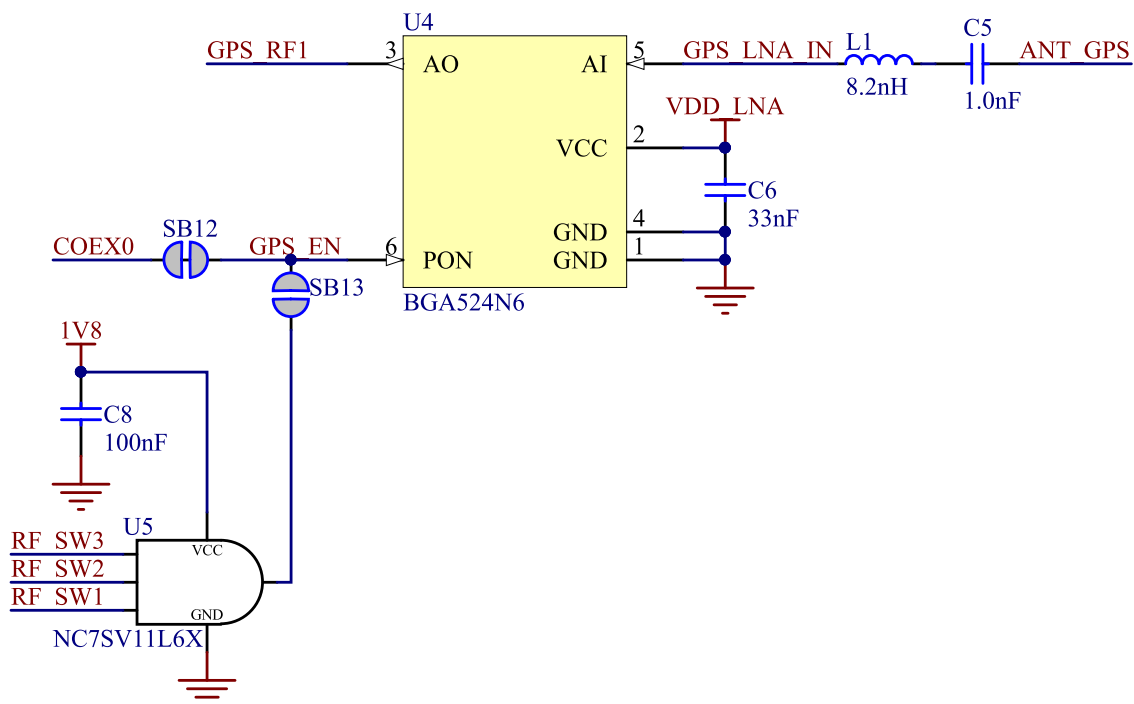 U4
C5
GPS_RF1
3
AO
AI
5
GPS_LNA_IN
L1
ANT_GPS
8.2nH
1.0nF
VDD_LNA
2
VCC
C6
33nF
SB12
COEX0
GPS_EN
6
PON
GND
4
GND
1
SB13
BGA524N6
1V8
C8
100nF
U5
RF_SW3
VCC
RF_SW2
RF_SW1
GND
NC7SV11L6X